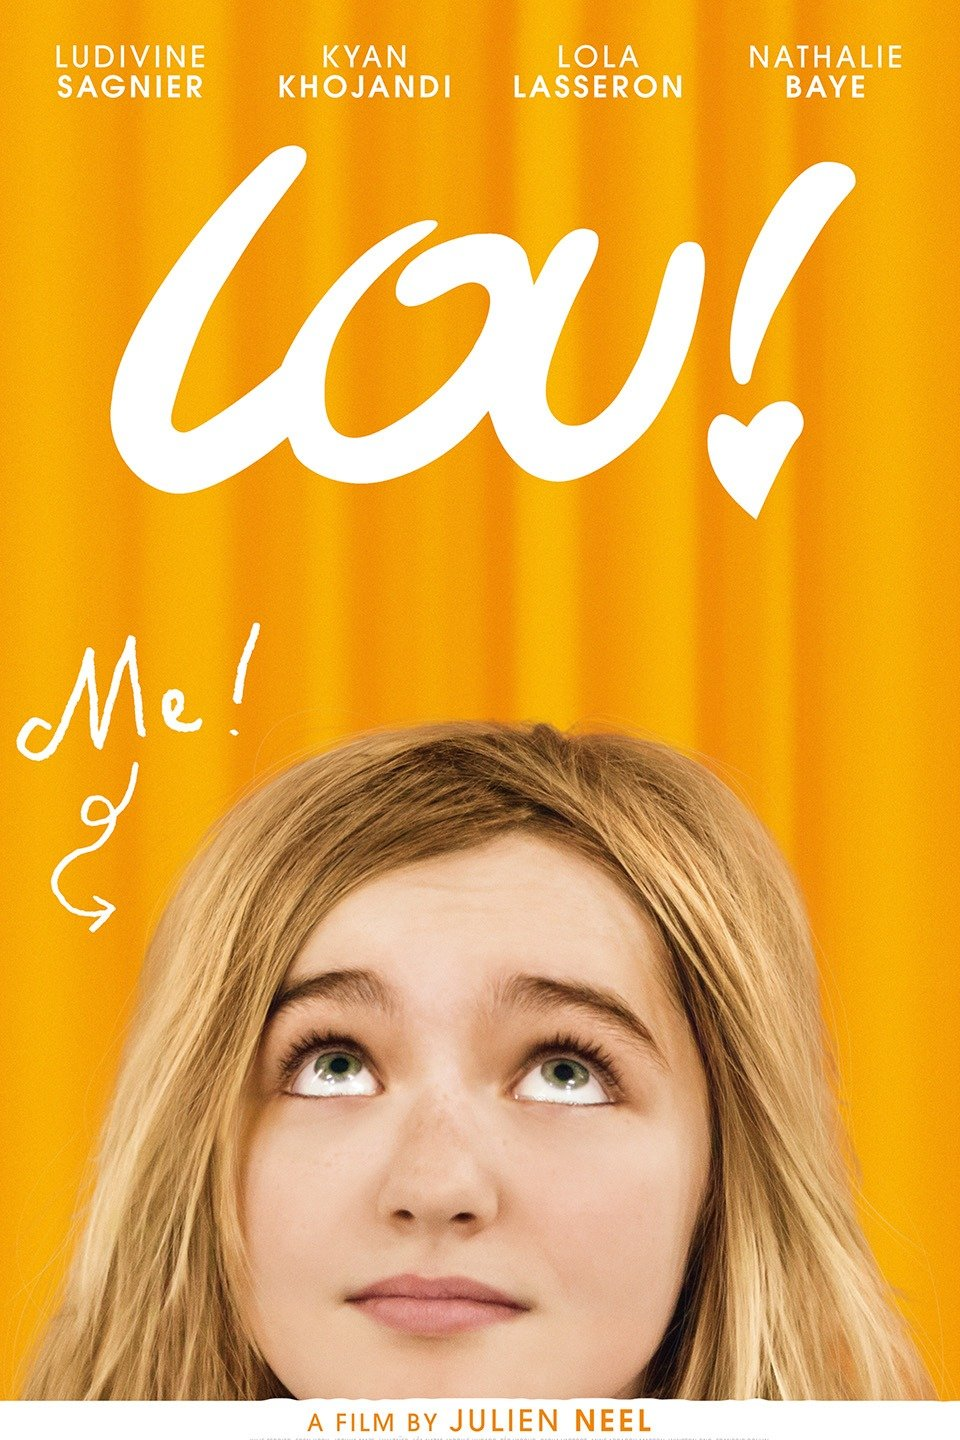 LUDIVINE SAGNIER
KYAN KHOJANDI
LOLA LASSERON
NATHALIE BAYE
Lou!
Me!
A FILM BY JULIEN NEEL